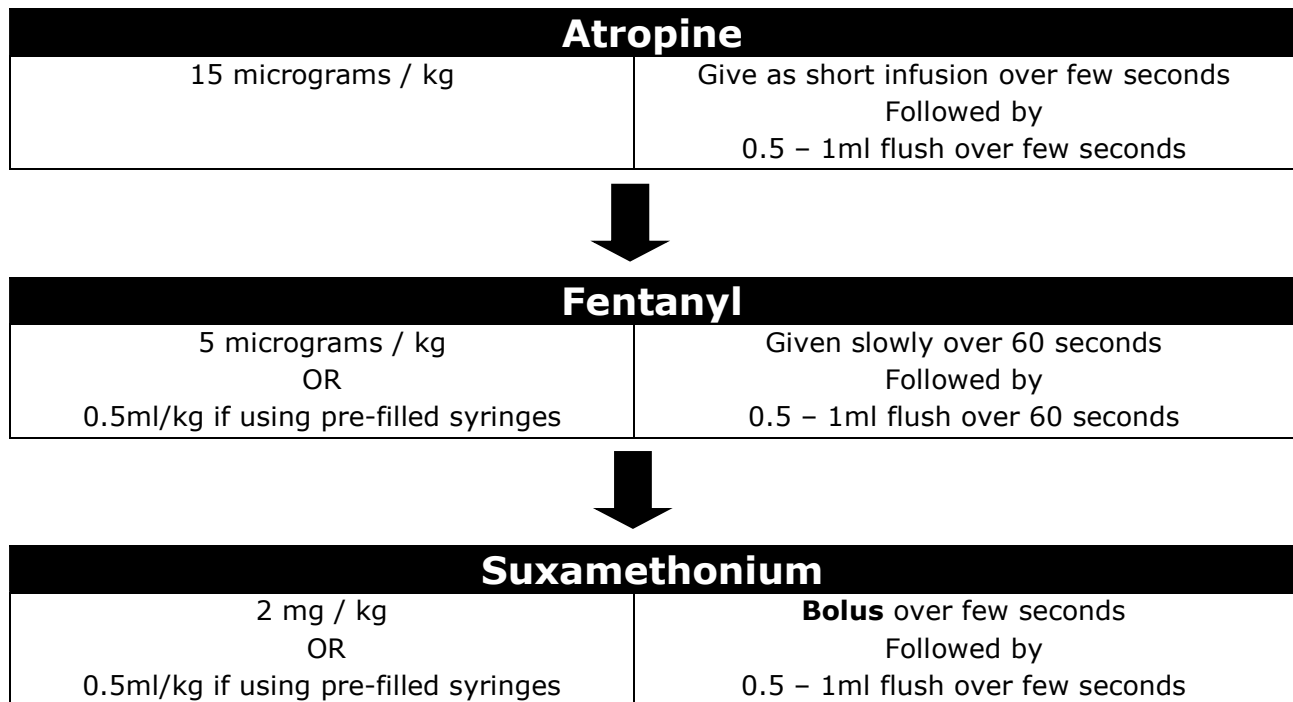 Atropine
15 micrograms / kg
Give as short infusion over few seconds
Followed by
0.5 – 1ml flush over few seconds
Fentanyl
5 micrograms / kg
OR
0.5ml/kg if using pre-filled syringes
Given slowly over 60 seconds
Followed by
0.5 – 1ml flush over 60 seconds
Suxamethonium
2 mg / kg
OR
0.5ml/kg if using pre-filled syringes
Bolus over few seconds
Followed by
0.5 – 1ml flush over few seconds